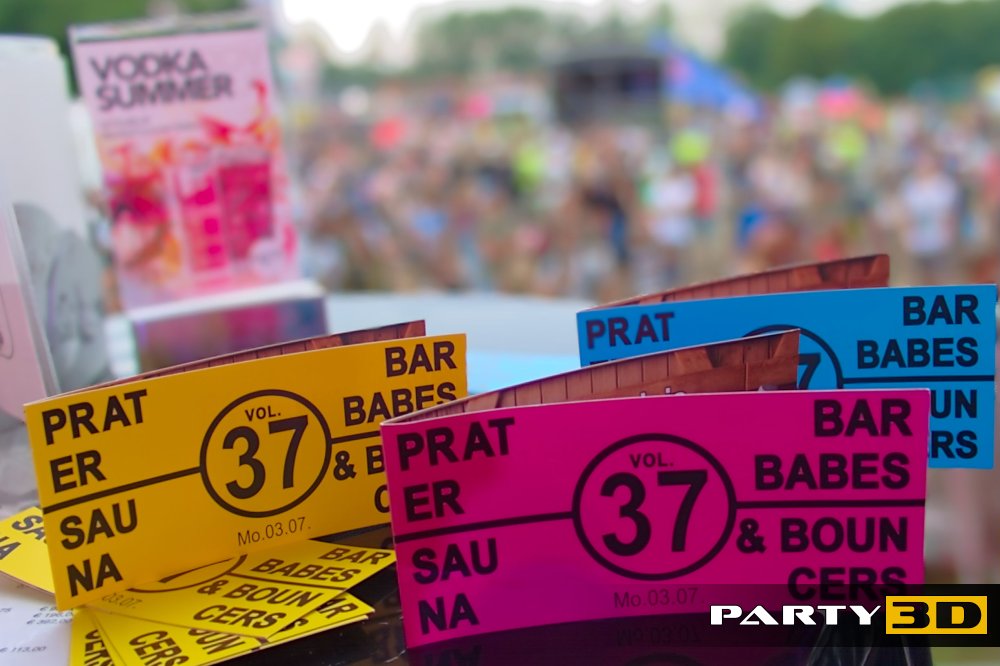 VODKA
SUMMER
PRAT
ER
SAU
NA
VOL.
37
Mo.03.07.
BAR
BABES
& B
PRAT
BAR
BABES
PRAT
ER
SAU
NA
VOL.
37
Mo.03.07.
BAR
BABES
& BOUN
CERS
BAR
BABES
& BOUN
CERS
CERS
PARTY 3D